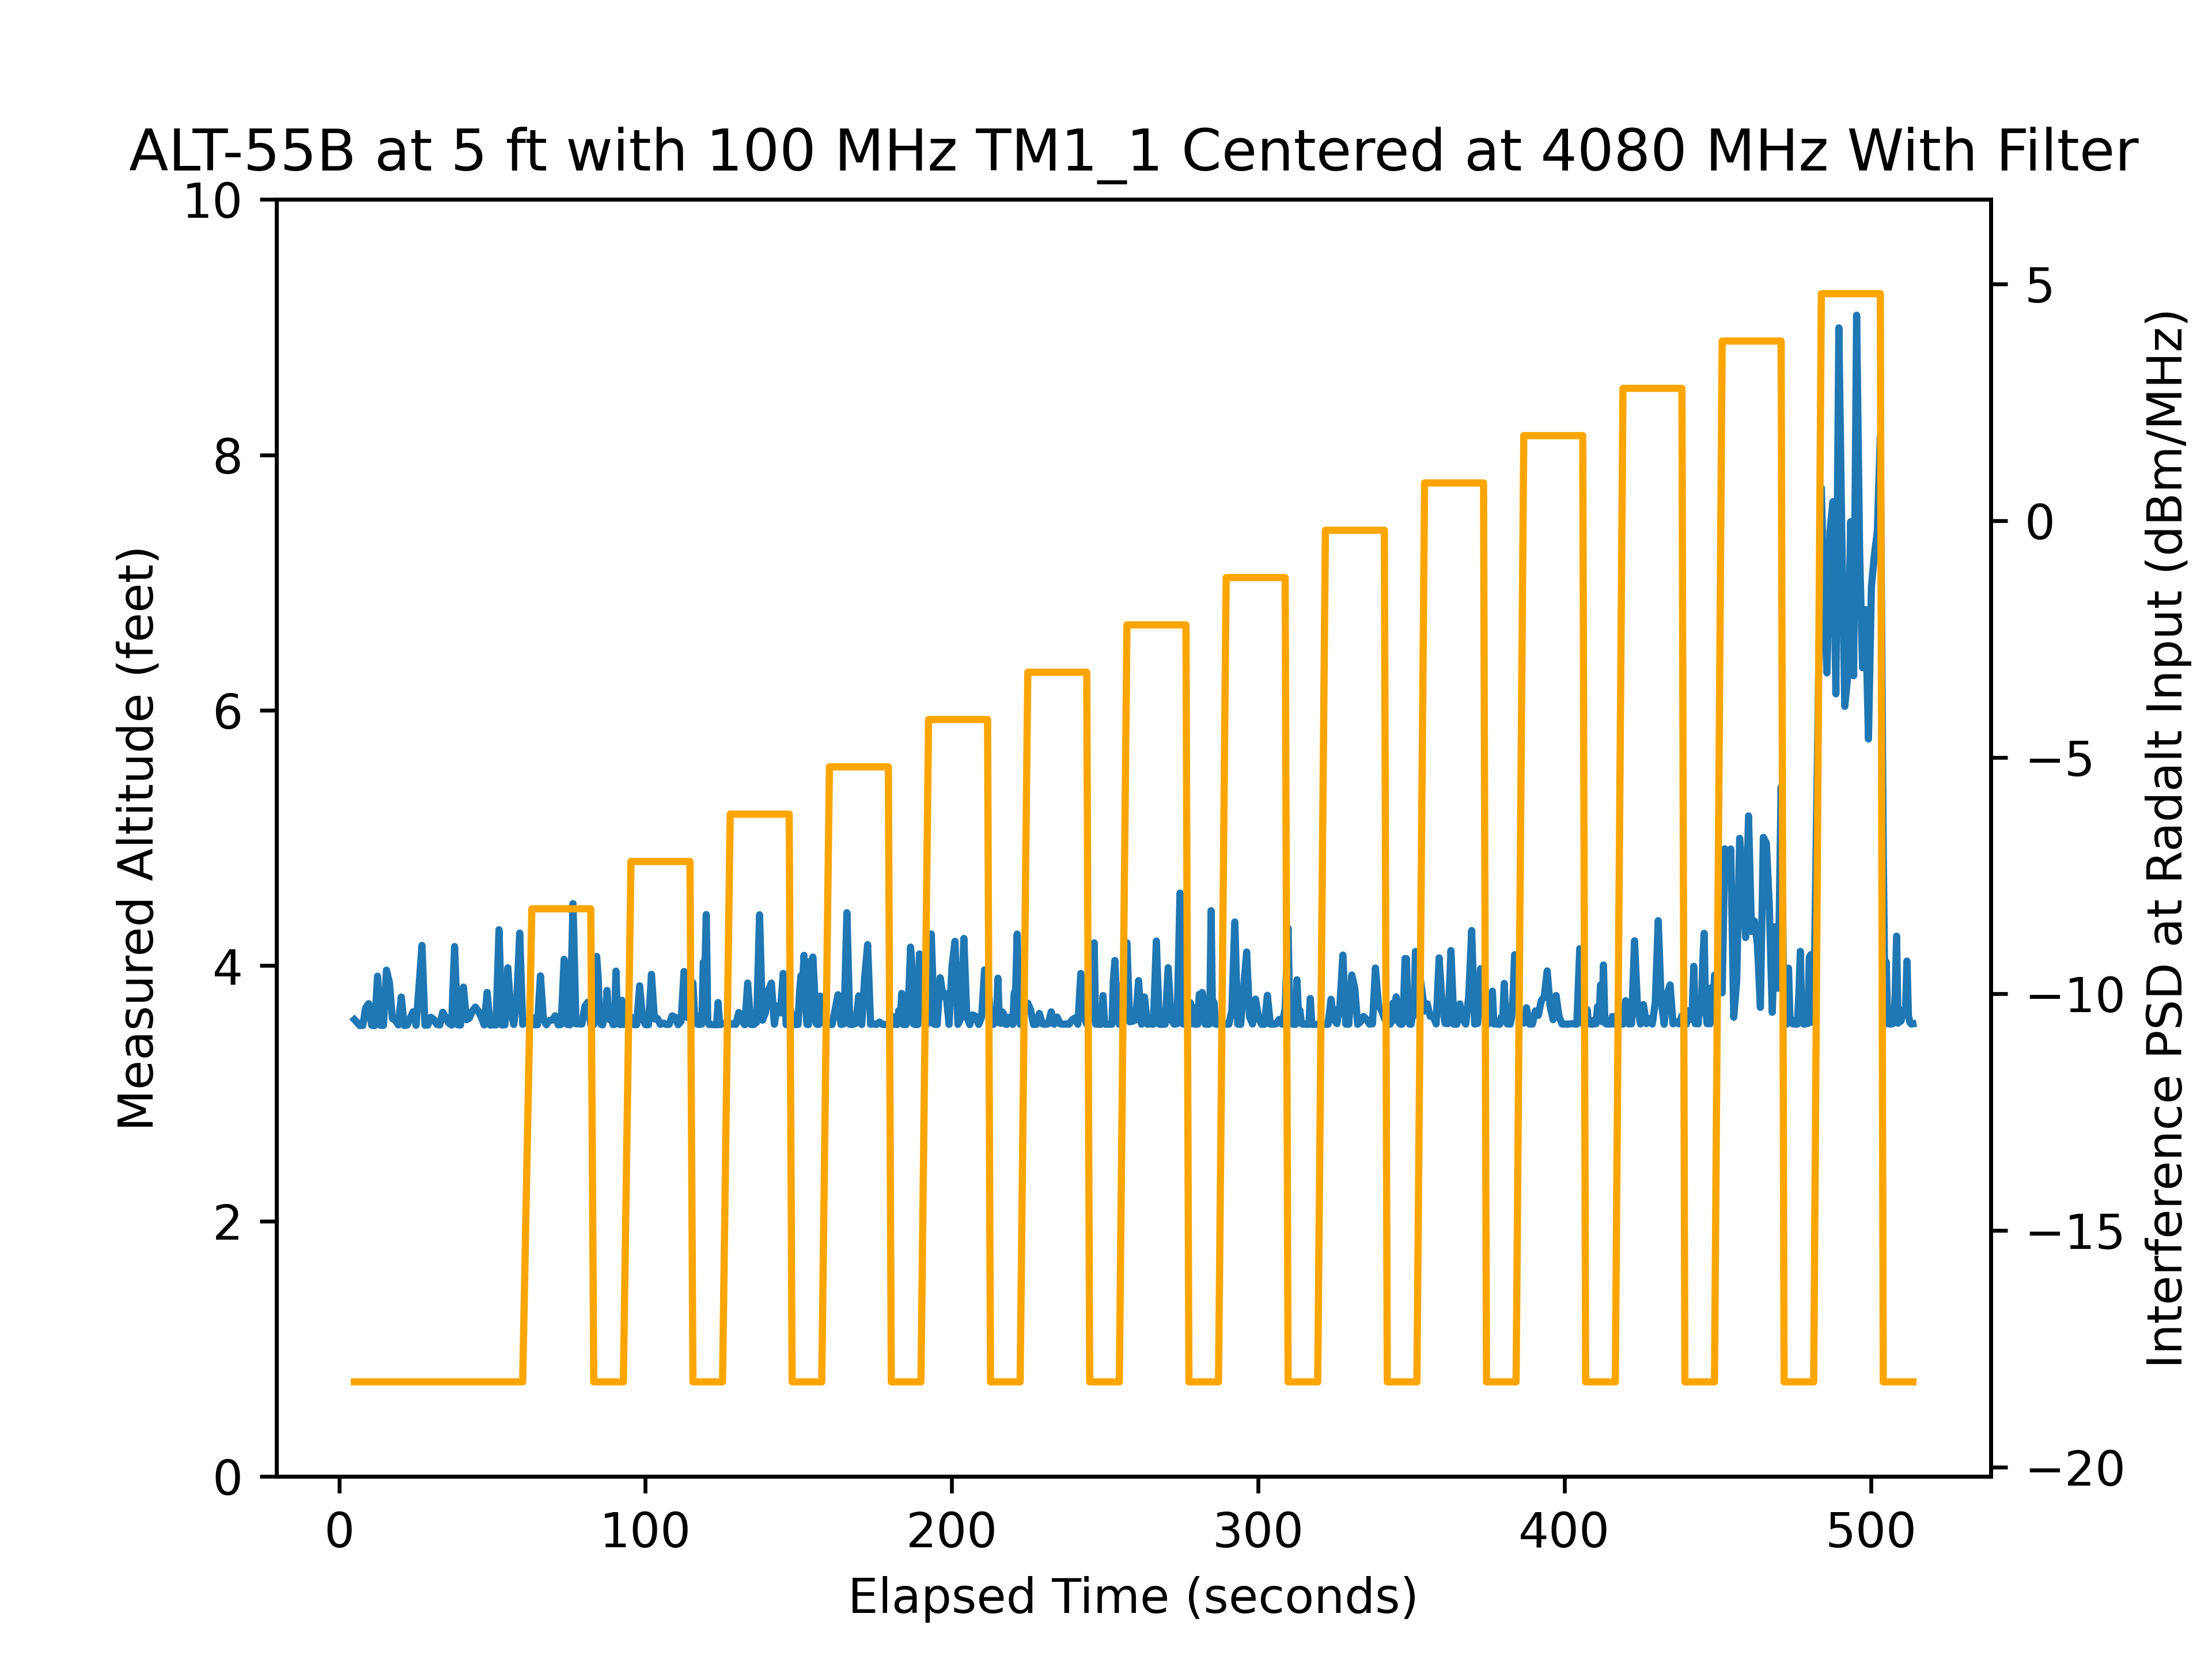 ALT-55B at 5 ft with 100 MHz TM1_1 Centered at 4080 MHz With Filter
10
8
6
4
2
0
Measured Altitude (feet)
5
0
−5
−10
−15
−20
Interference PSD at Radalt Input (dBm/MHz)
0 100 200 300 400 500
Elapsed Time (seconds)